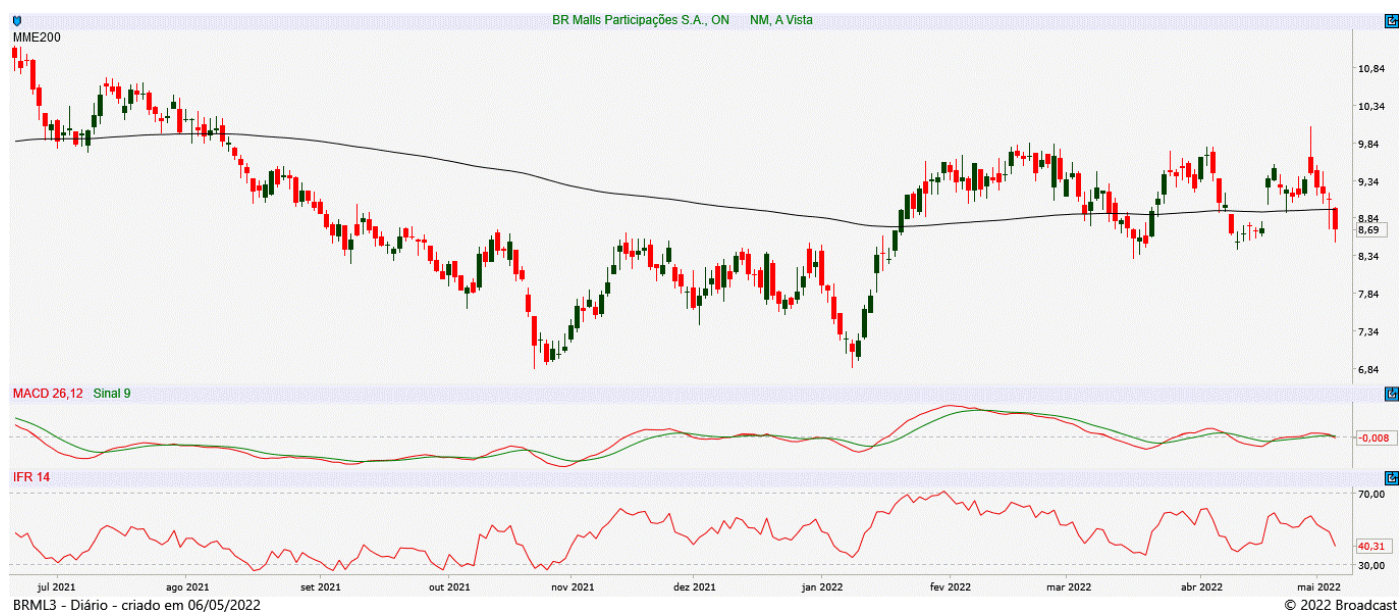 BR Malls Participações S.A., ON NM, A Vista
MME200
10,84
10,34
9,84
9,34
8,84
8,69
8,34
7,84
7,34
6,84
MACD 26,12 Sinal 9
-0,008
IFR 14
70,00
40,31
30,00
jul 2021 ago 2021 set 2021 out 2021 nov 2021 dez 2021 jan 2022 fev 2022 mar 2022 abr 2022 mai 2022
BRML3 - Diário - criado em 06/05/2022 © 2022 Broadcast